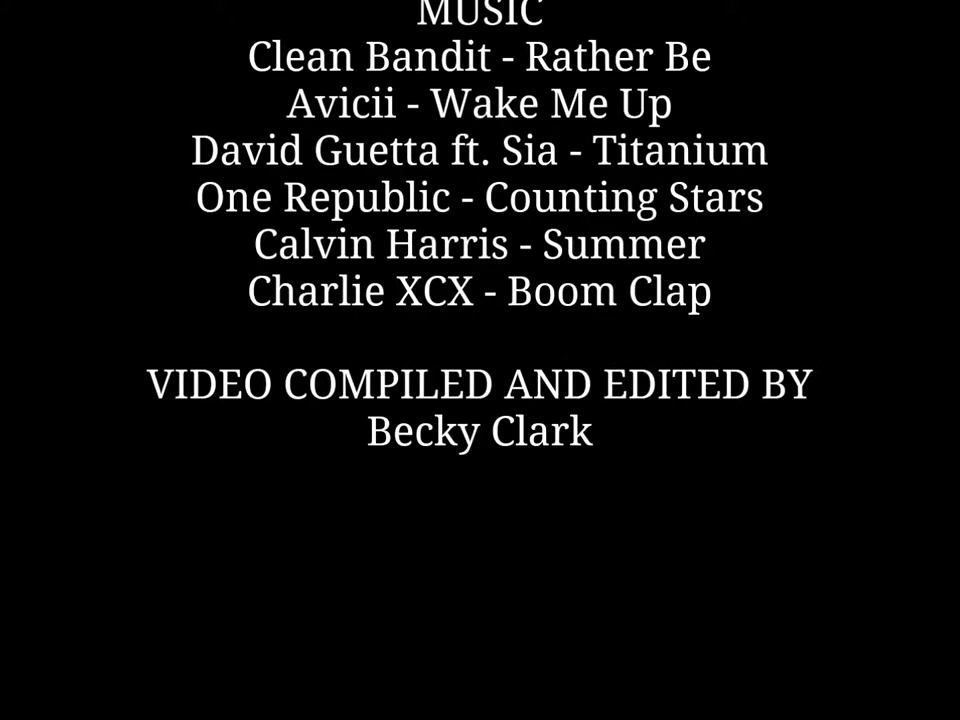 MUSIC
Clean Bandit - Rather Be
Avicii - Wake Me Up
David Guetta ft. Sia - Titanium
One Republic - Counting Stars
Calvin Harris - Summer
Charlie XCX - Boom Clap
VIDEO COMPILED AND EDITED BY
Becky Clark